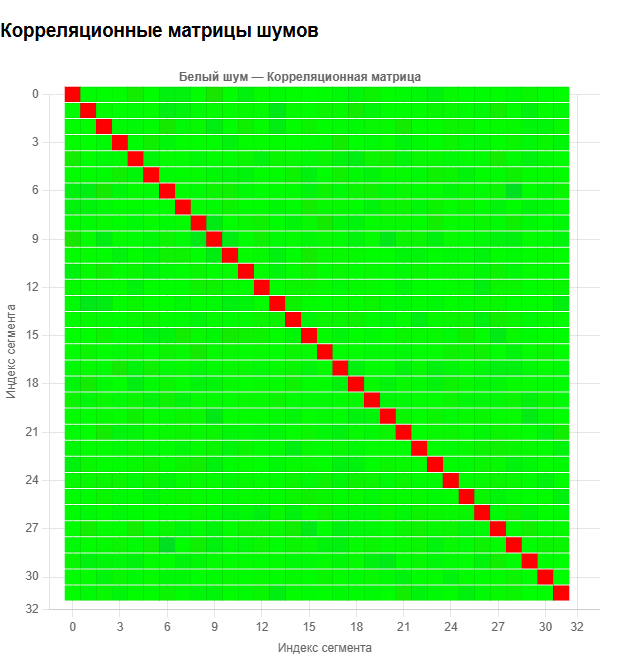 Корреляционные матрицы шумов
Белый шум — Корреляционная матрица
0
3
6
9
12
15
18
21
24
27
30
32
Индекс сегмента
0 3 6 9 12 15 18 21 24 27 30 32
Индекс сегмента